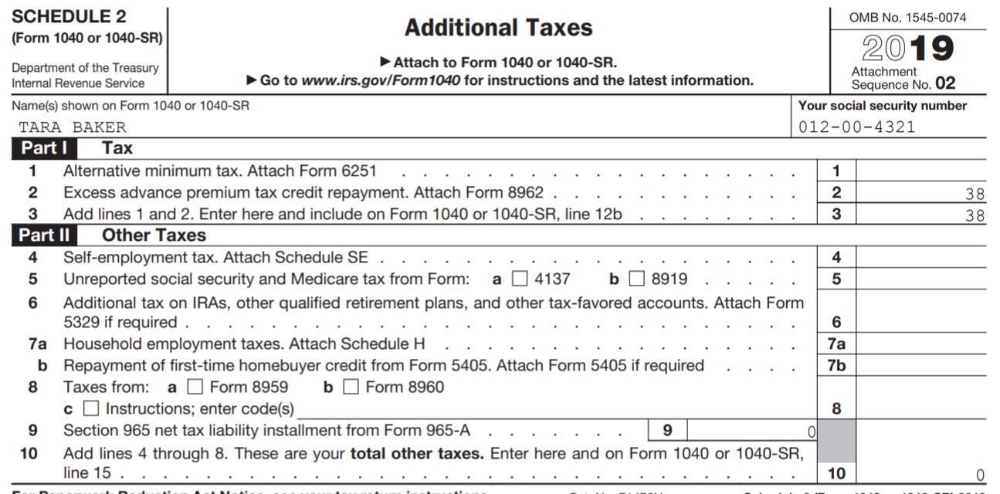 SCHEDULE 2
(Form 1040 or 1040-SR)
Department of the Treasury
Internal Revenue Service
Additional Taxes
▶ Attach to Form 1040 or 1040-SR.
▶ Go to www.irs.gov/Form1040 for instructions and the latest information.
OMB No. 1545-0074
2019
Attachment
Sequence No. 02
Name(s) shown on Form 1040 or 1040-SR
TARA BAKER
Your social security number
012-00-4321
Part I Tax
1 Alternative minimum tax. Attach Form 6251 . . . . . . . . . . . . . . . . . . . 1
2 Excess advance premium tax credit repayment. Attach Form 8962 . . . . . . . . . . . . 2 38
3 Add lines 1 and 2. Enter here and include on Form 1040 or 1040-SR, line 12b . . . . . . . . 3 38
Part II Other Taxes
4 Self-employment tax. Attach Schedule SE . . . . . . . . . . . . . . . . . . . . 4
5 Unreported social security and Medicare tax from Form: a ☐ 4137 b ☐ 8919 . . . . . 5
6 Additional tax on IRAs, other qualified retirement plans, and other tax-favored accounts. Attach Form
5329 if required . . . . . . . . . . . . . . . . . . . . . . . . . . . . . 6
7a Household employment taxes. Attach Schedule H . . . . . . . . . . . . . . . . . 7a
b Repayment of first-time homebuyer credit from Form 5405. Attach Form 5405 if required . . . . 7b
8 Taxes from: a ☐ Form 8959 b ☐ Form 8960
c ☐ Instructions; enter code(s) 8
9 Section 965 net tax liability installment from Form 965-A . . . . . . . 9 0
10 Add lines 4 through 8. These are your total other taxes. Enter here and on Form 1040 or 1040-SR,
line 15 . . . . . . . . . . . . . . . . . . . . . . . . . . . . . . . . 10 0